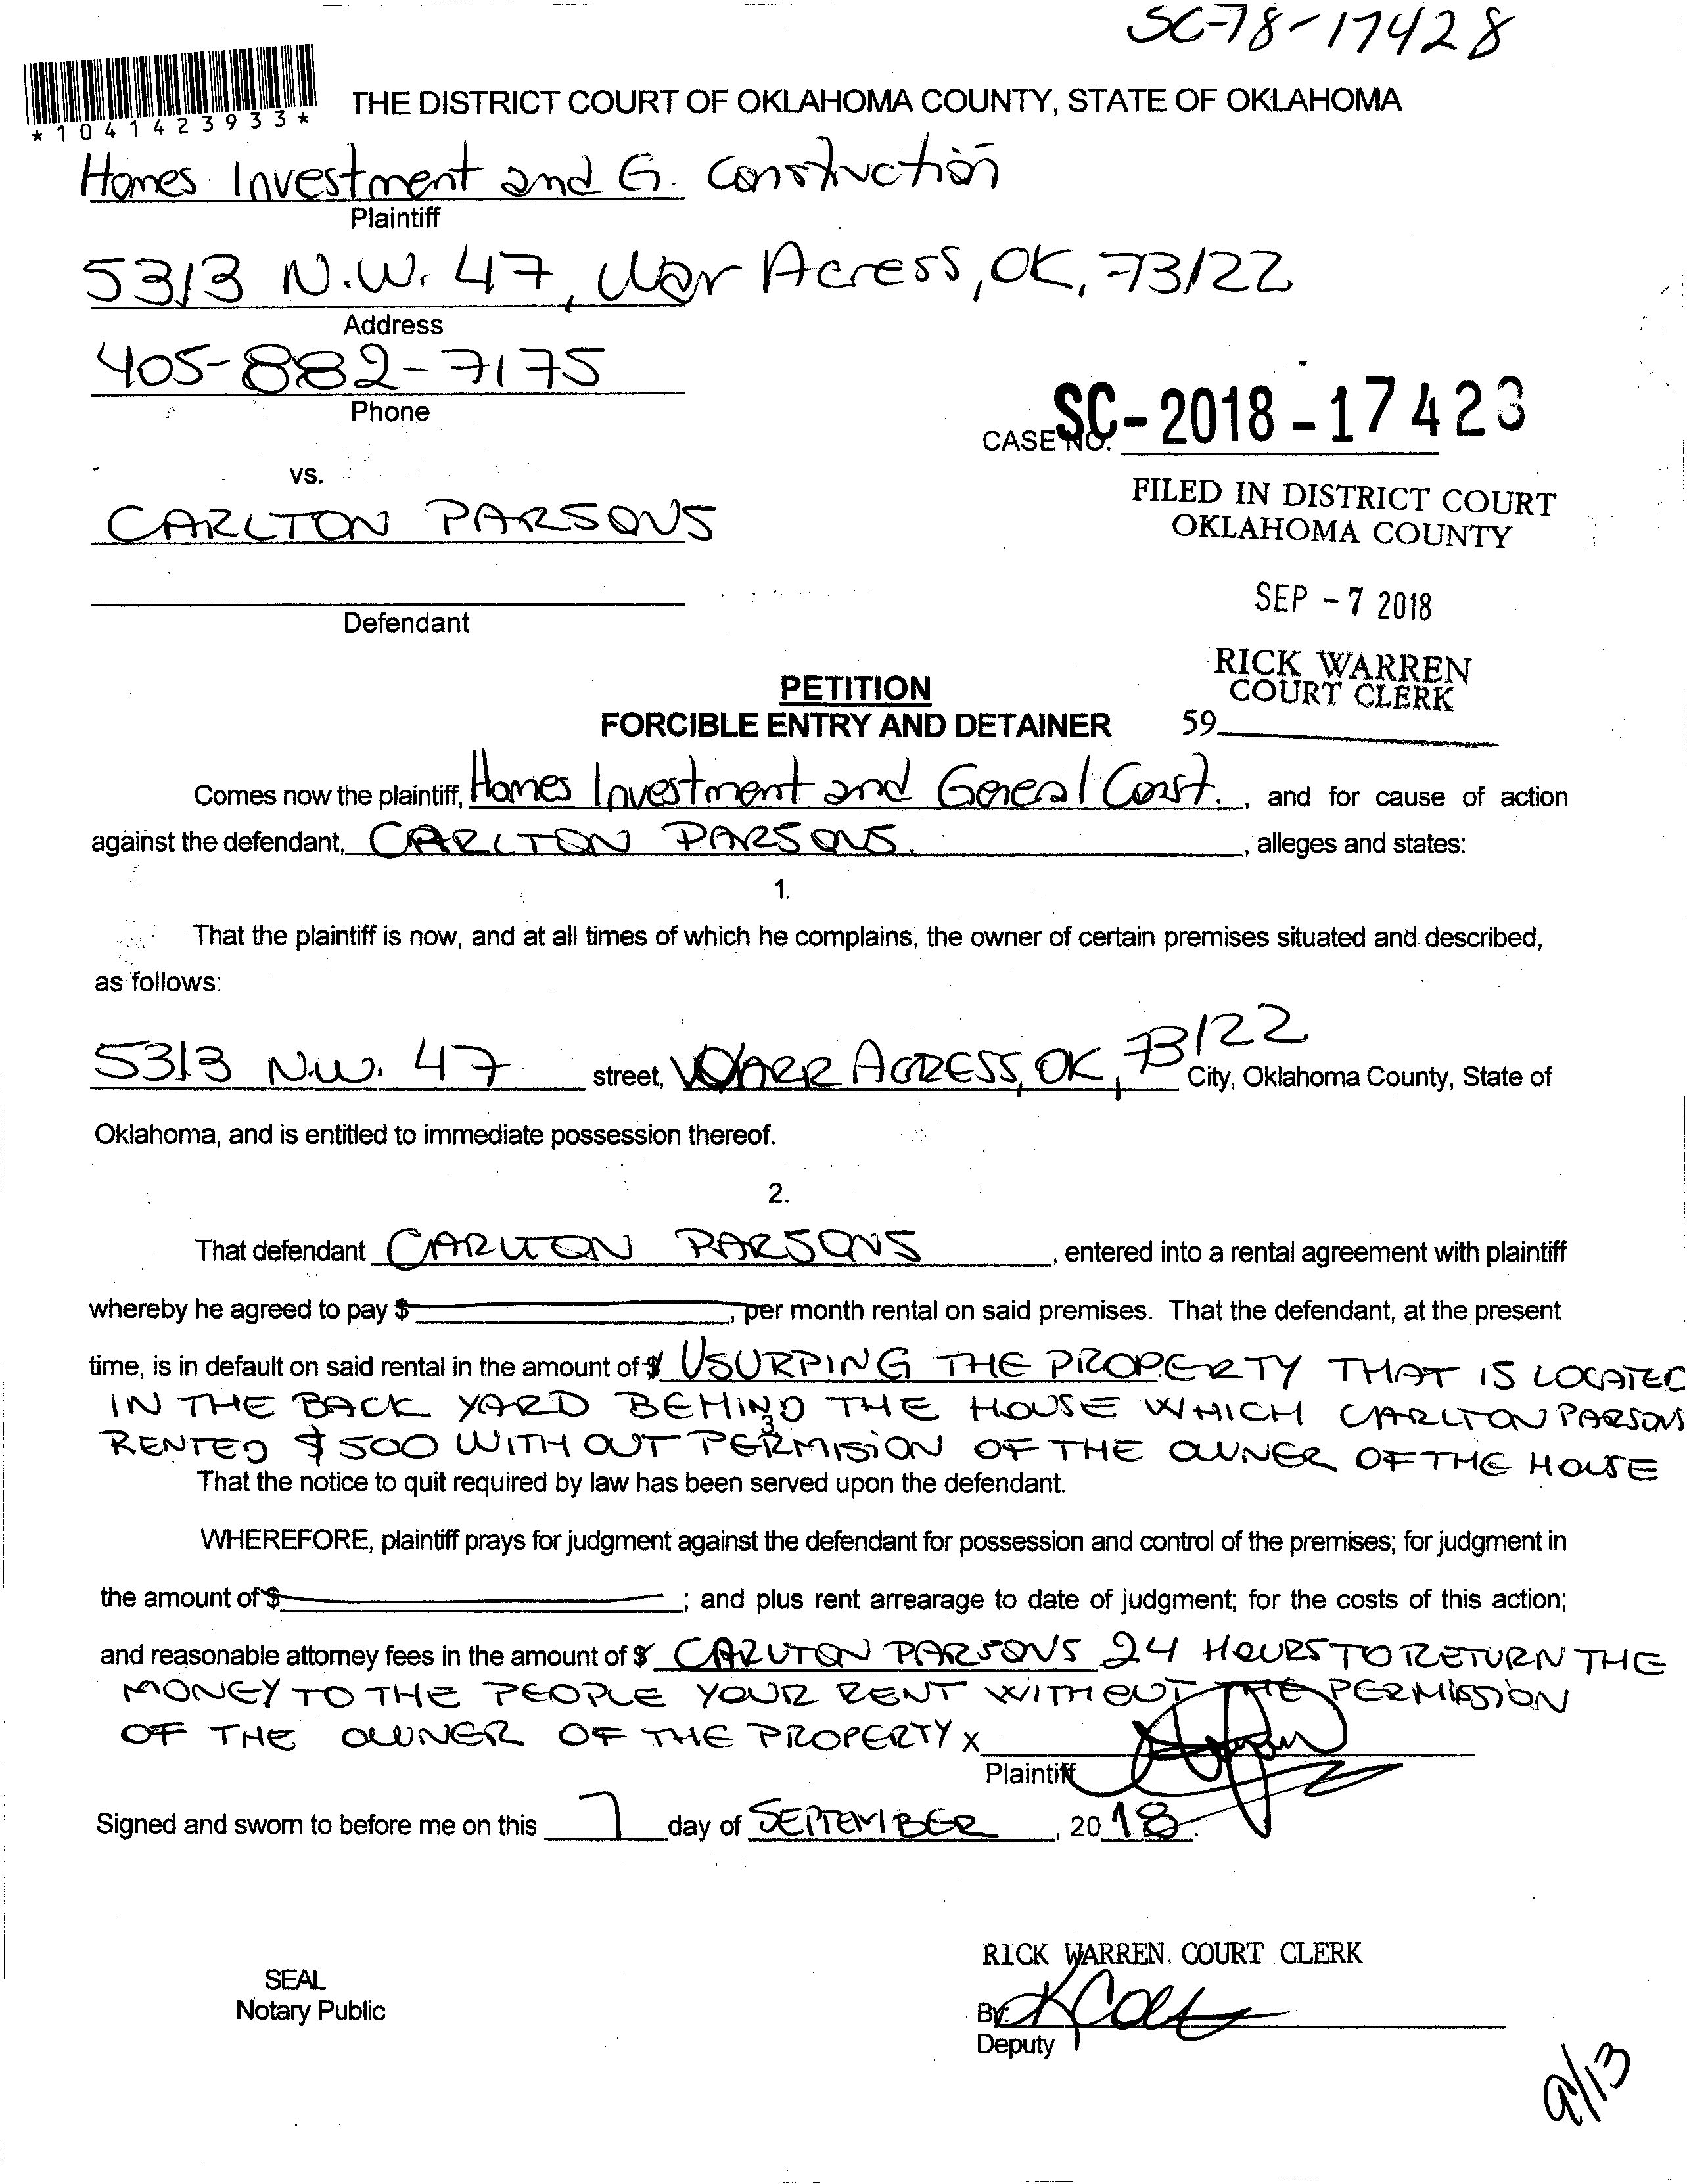 SC-18-17428
*1041423933*
THE DISTRICT COURT OF OKLAHOMA COUNTY, STATE OF OKLAHOMA
Homes Investment and G. Construction
Plaintiff
5313 N.W. 47, War Acress, OK, 73122
Address
405-882-7175
Phone
CASE NO. SC-2018-17428
vs.
FILED IN DISTRICT COURT
OKLAHOMA COUNTY
CARLTON PARSONS
SEP - 7 2018
Defendant
RICK WARREN
COURT CLERK
59
PETITION
FORCIBLE ENTRY AND DETAINER
Comes now the plaintiff, Homes Investment and General Const., and for cause of action
against the defendant, CARLTON PARSONS. , alleges and states:
1.
That the plaintiff is now, and at all times of which he complains, the owner of certain premises situated and described,
as follows:
5313 N.W. 47 street, WARR ACRESS, OK, 73122 City, Oklahoma County, State of
Oklahoma, and is entitled to immediate possession thereof.
2.
That defendant CARLTON PARSONS, entered into a rental agreement with plaintiff
whereby he agreed to pay $ , per month rental on said premises. That the defendant, at the present
time, is in default on said rental in the amount of $ USURPING THE PROPERTY THAT IS LOCATED
IN THE BACK YARD BEHIND THE HOUSE WHICH CARLTON PARSONS
3.
RENTED $500 WITH OUT PERMISION OF THE OWNER OF THE HOUSE
That the notice to quit required by law has been served upon the defendant.
WHEREFORE, plaintiff prays for judgment against the defendant for possession and control of the premises; for judgment in
the amount of $ ; and plus rent arrearage to date of judgment; for the costs of this action;
and reasonable attorney fees in the amount of $ CARLTON PARSONS 24 HOURS TO RETURN THE
MONEY TO THE PEOPLE YOUR RENT WITHOUT THE PERMISSION
OF THE OWNER OF THE PROPERTY X
Plaintiff
Signed and sworn to before me on this 7 day of SEPTEMBER, 2018.
RICK WARREN, COURT CLERK
SEAL
Notary Public
By:
Deputy
9/13